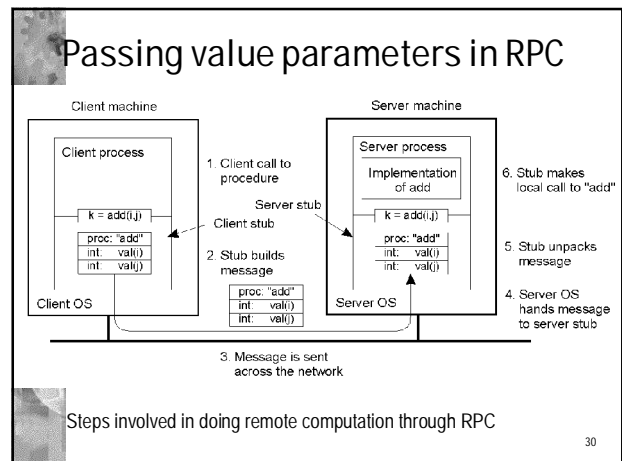 Passing value parameters in RPC
Client machine
Server machine
Client process
1. Client call to
procedure
Server process
Implementation
of add
6. Stub makes
local call to "add"
Server stub
k = add(i,j)
Client stub
k = add(i,j)
proc: "add"
int: val(i)
int: val(j)
2. Stub builds
message
proc: "add"
int: val(i)
int: val(j)
5. Stub unpacks
message
proc: "add"
int: val(i)
int: val(j)
Client OS
Server OS
4. Server OS
hands message
to server stub
3. Message is sent
across the network
Steps involved in doing remote computation through RPC
30